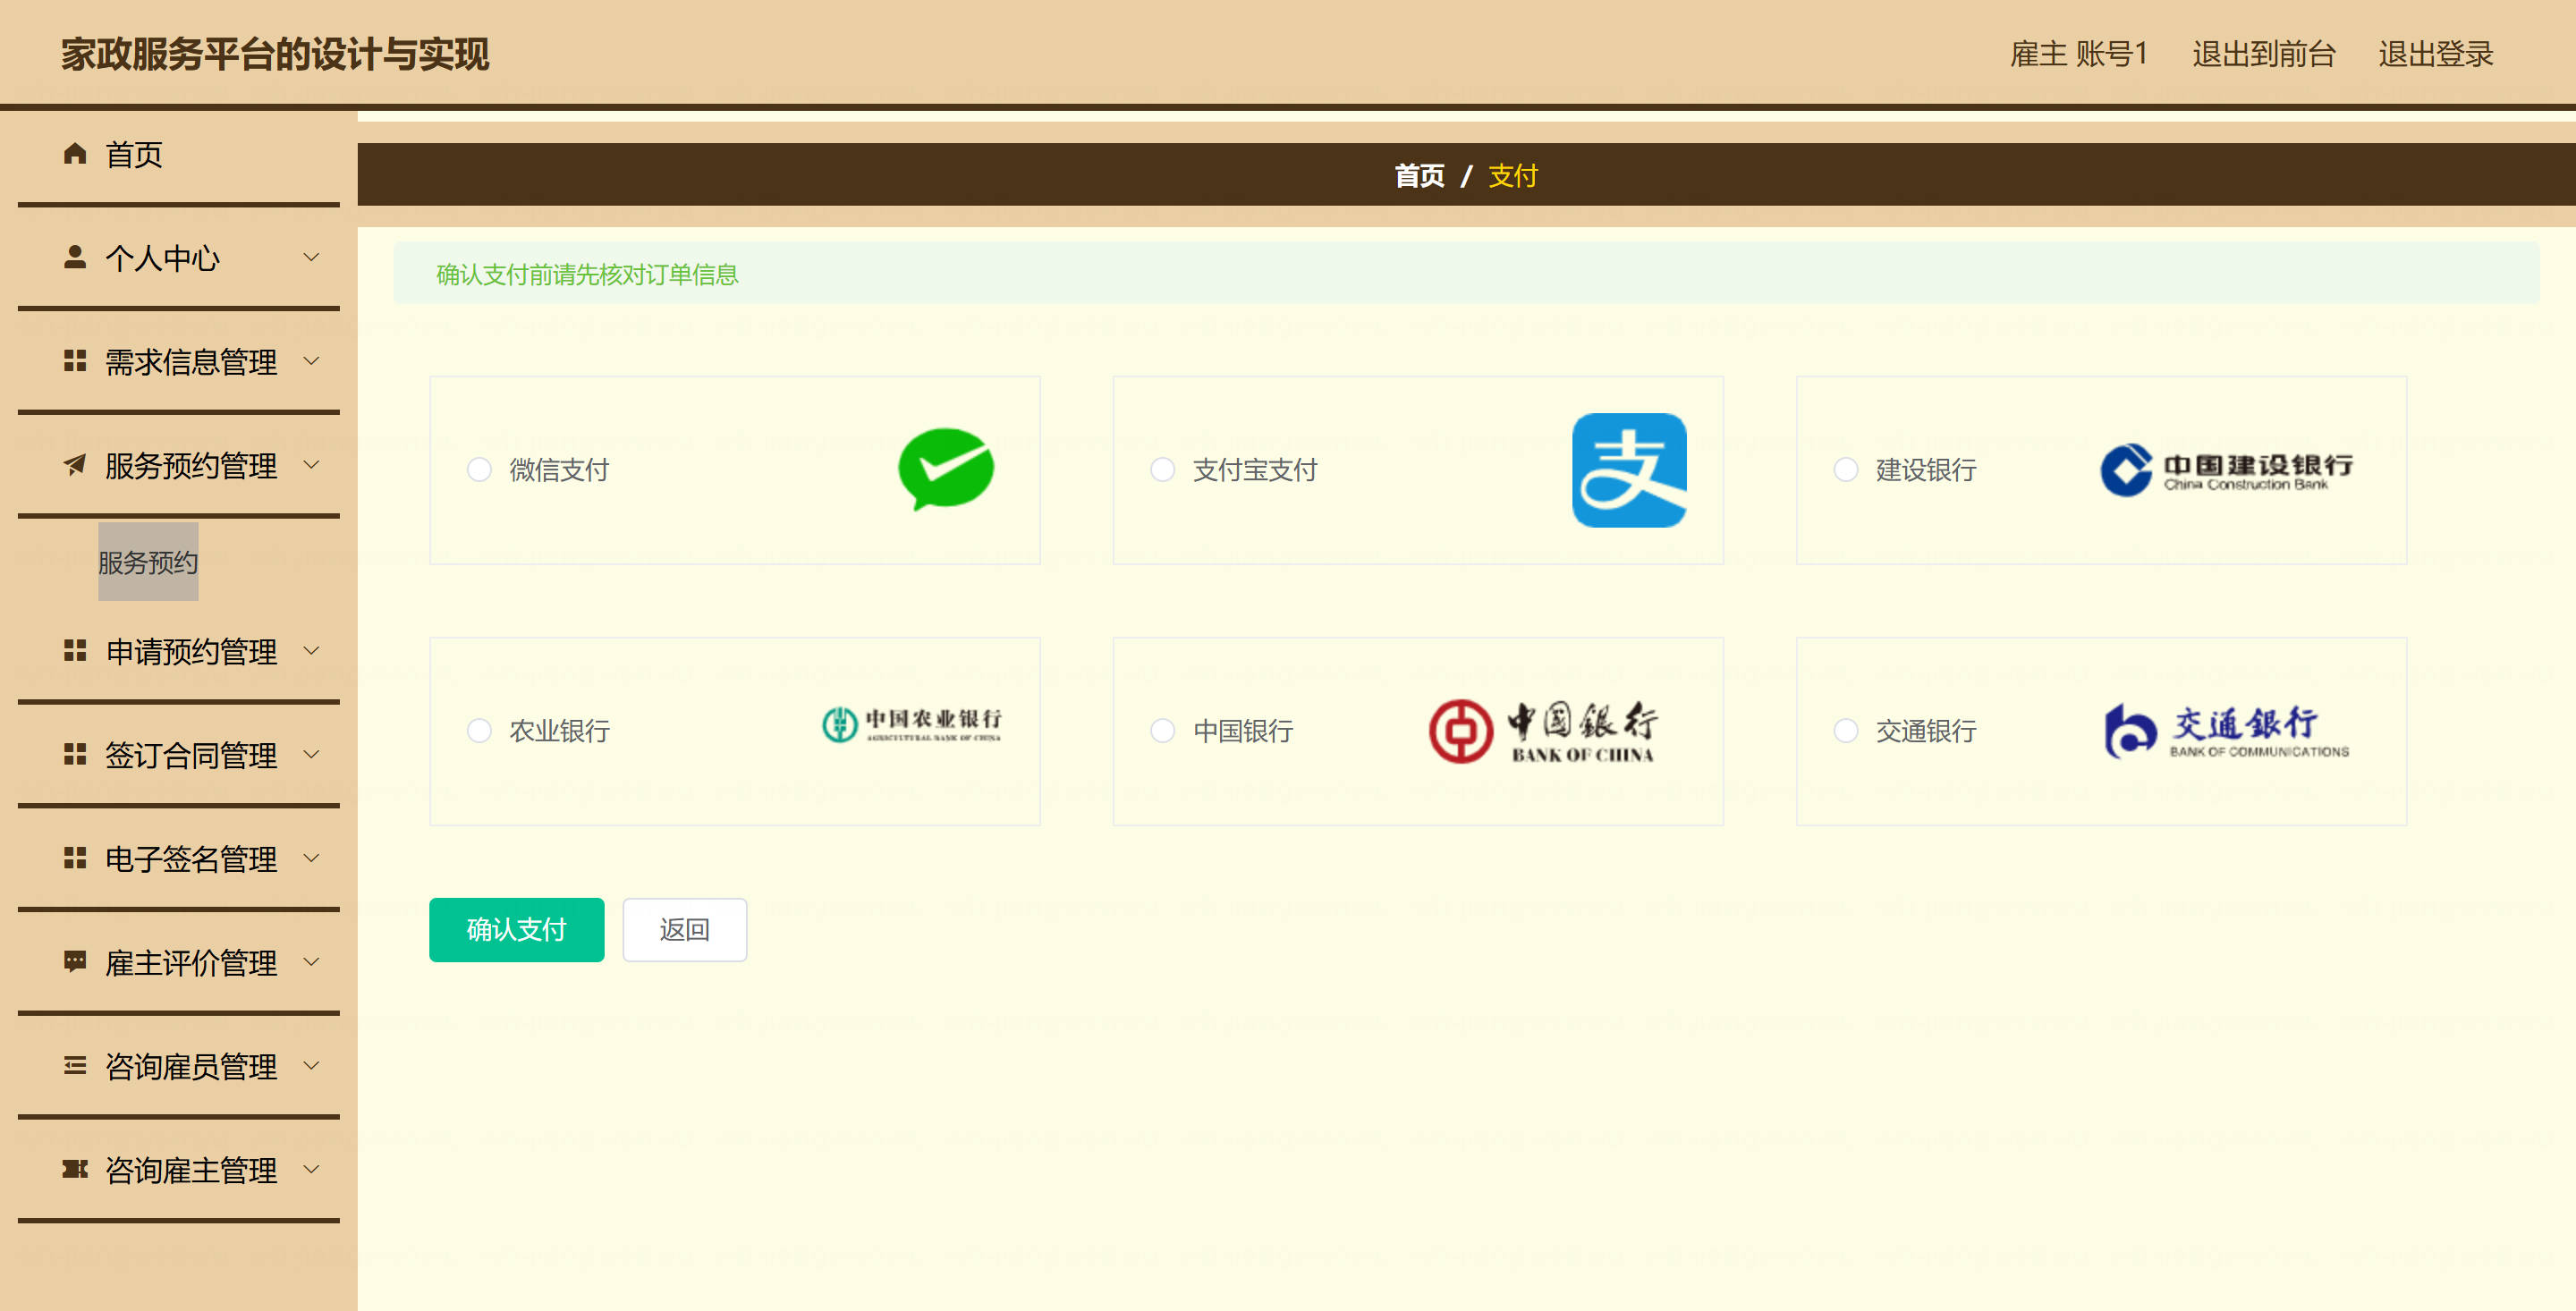 家政服务平台的设计与实现
雇主 账号1 退出到前台 退出登录
首页
个人中心
需求信息管理
服务预约管理
服务预约
申请预约管理
签订合同管理
电子签名管理
雇主评价管理
咨询雇员管理
咨询雇主管理
首页 / 支付
确认支付前请先核对订单信息
微信支付
支付宝支付
支
建设银行
中国建设银行
China Construction Bank
农业银行
中国农业银行
AGRICULTURAL BANK OF CHINA
中国银行
中國銀行
BANK OF CHINA
交通银行
交通銀行
BANK OF COMMUNICATIONS
确认支付 返回